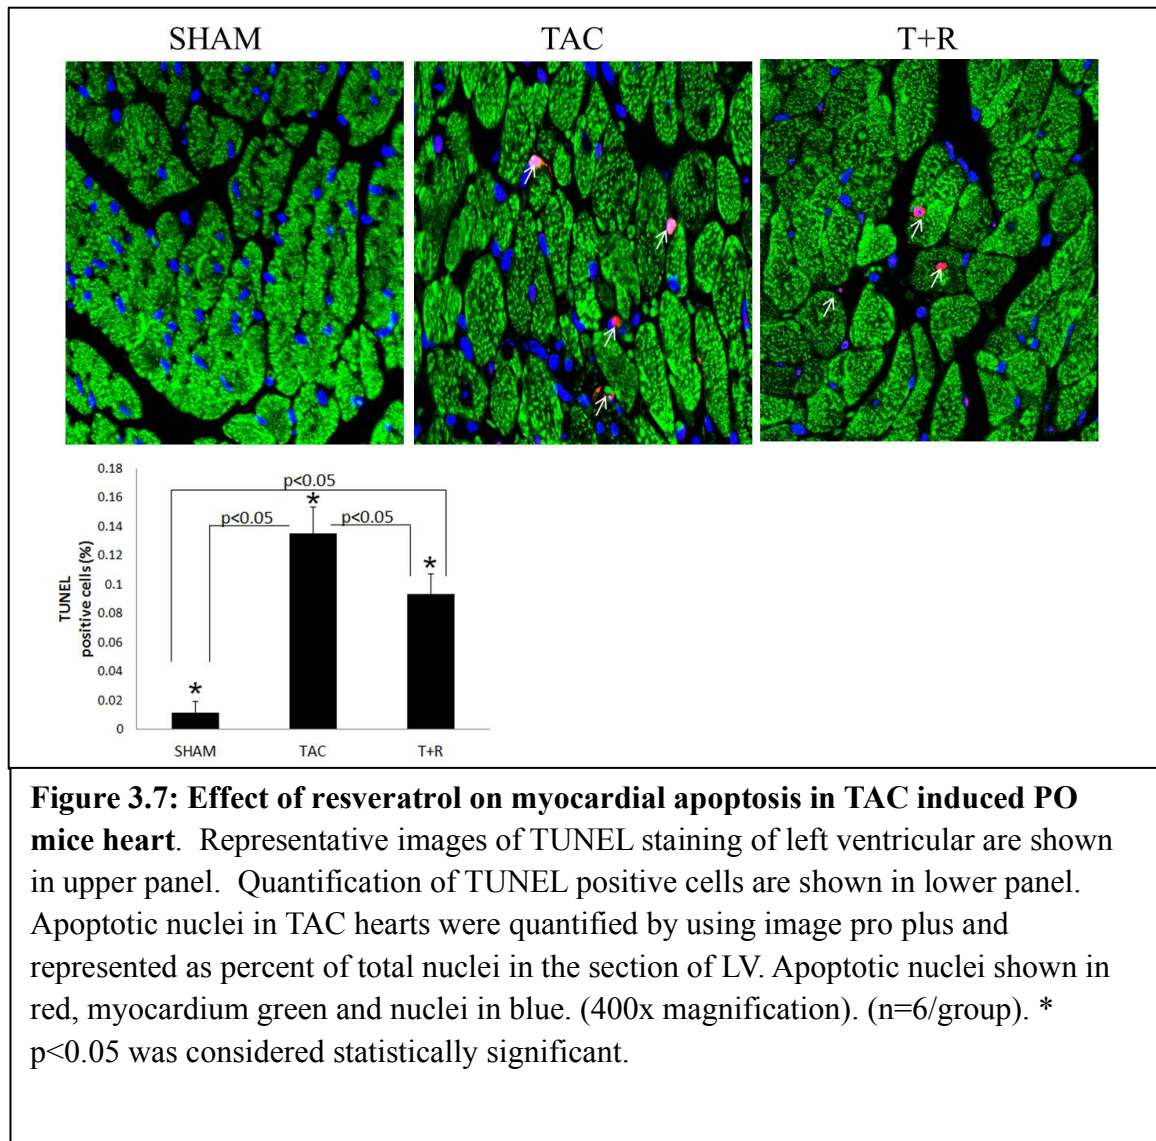 SHAM TAC T+R
0.18
0.16
0.14
0.12
0.1
0.08
0.06
0.04
0.02
0
TUNEL
positive cells (%)
p<0.05
*
p<0.05 p<0.05
*
*
SHAM TAC T+R
Figure 3.7: Effect of resveratrol on myocardial apoptosis in TAC induced PO
mice heart. Representative images of TUNEL staining of left ventricular are shown
in upper panel. Quantification of TUNEL positive cells are shown in lower panel.
Apoptotic nuclei in TAC hearts were quantified by using image pro plus and
represented as percent of total nuclei in the section of LV. Apoptotic nuclei shown in
red, myocardium green and nuclei in blue. (400x magnification). (n=6/group). *
p<0.05 was considered statistically significant.